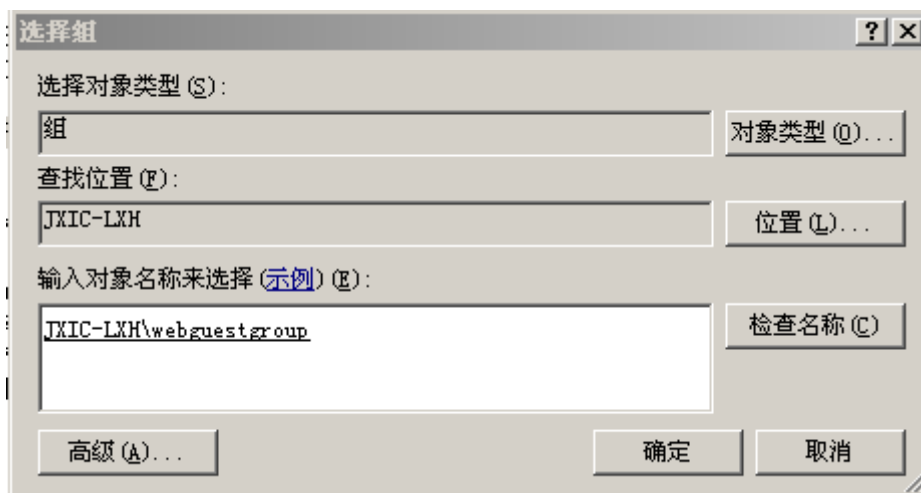 选择组
选择对象类型(S):
组
对象类型(O)...
查找位置(F):
JXIC-LXH
位置(L)...
输入对象名称来选择(示例)(E):
JXIC-LXH\webguestgroup
检查名称(C)
高级(A)...
确定
取消